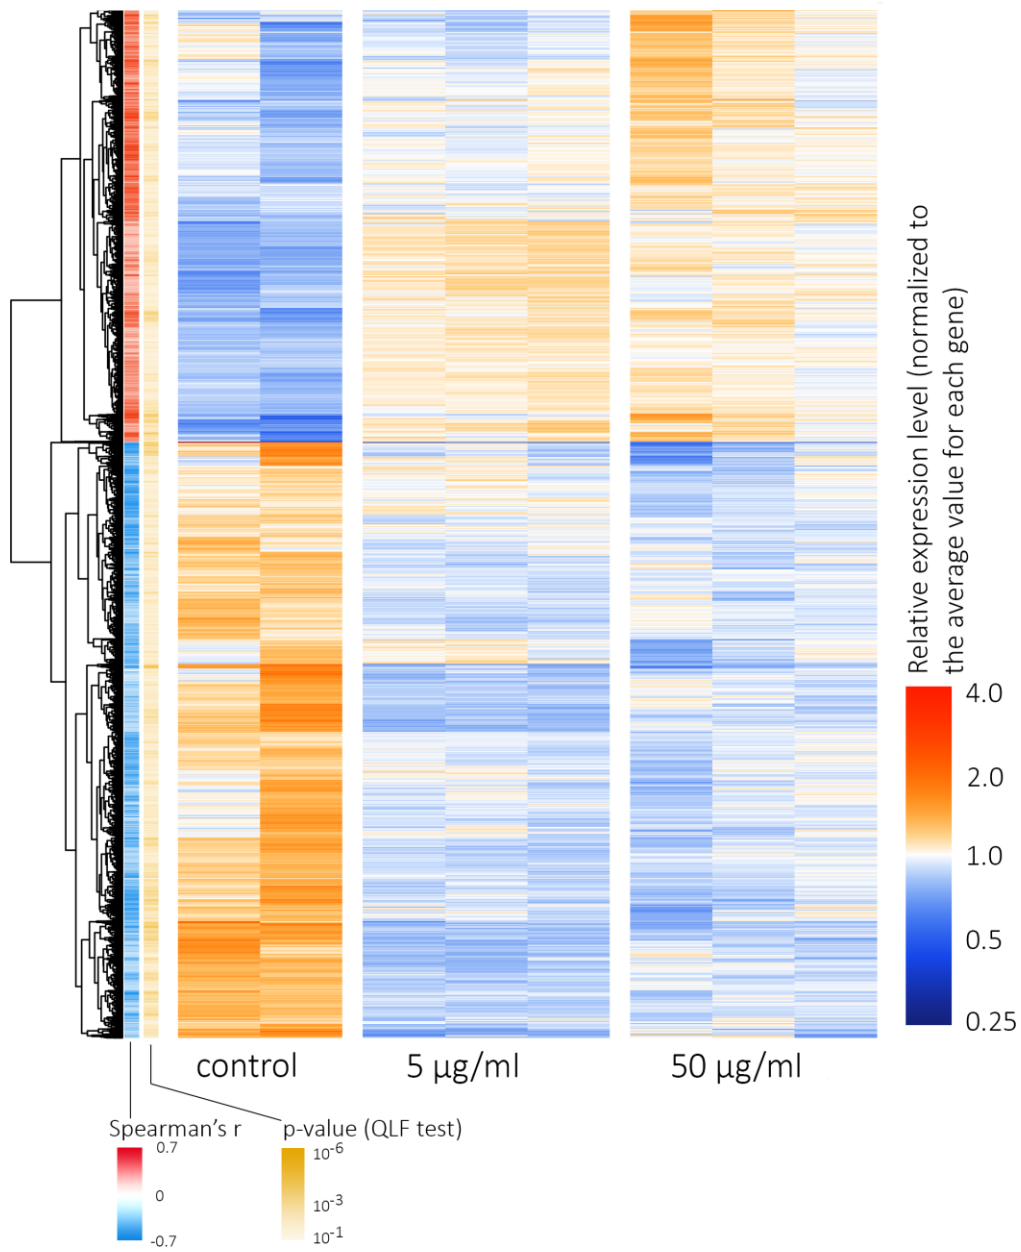 Relative expression level (normalized to
the average value for each gene)
4.0
2.0
1.0
0.5
0.25
control
5 μg/ml
50 μg/ml
Spearman's r
0.7
0
-0.7
p-value (QLF test)
10⁻⁶
10⁻³
10⁻¹